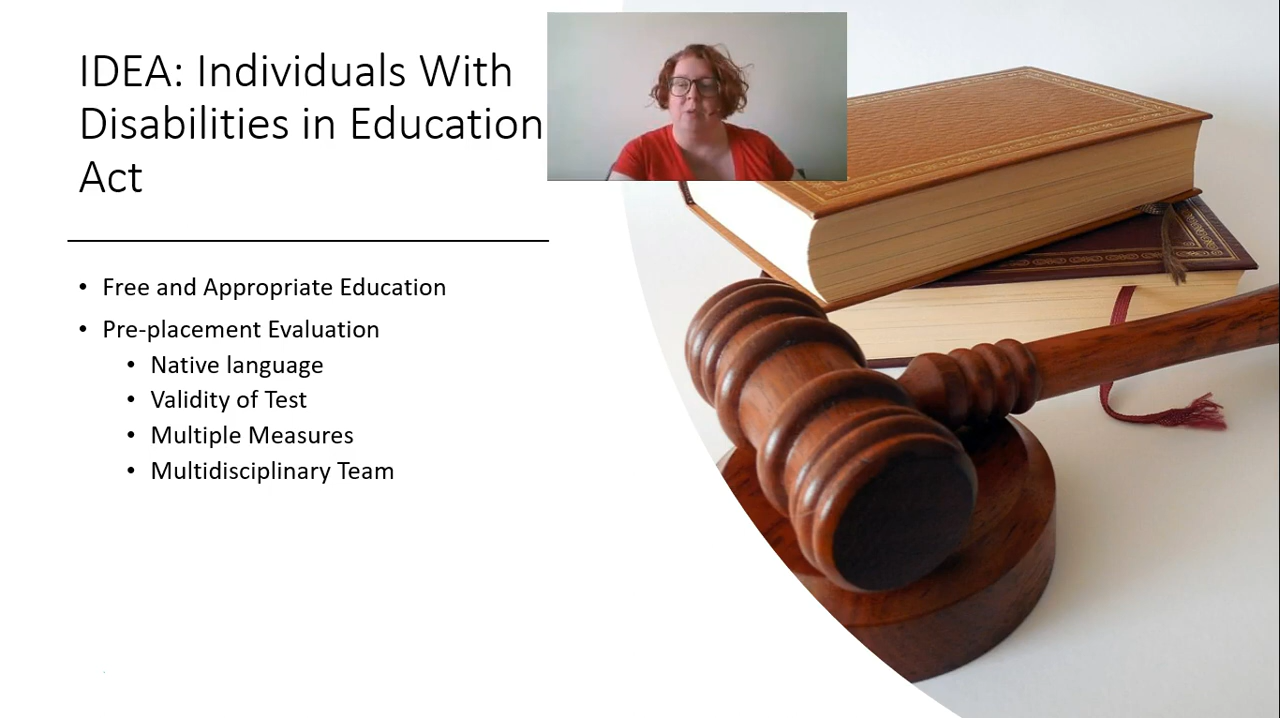 IDEA: Individuals With
Disabilities in Education
Act
• Free and Appropriate Education
• Pre-placement Evaluation
• Native language
• Validity of Test
• Multiple Measures
• Multidisciplinary Team